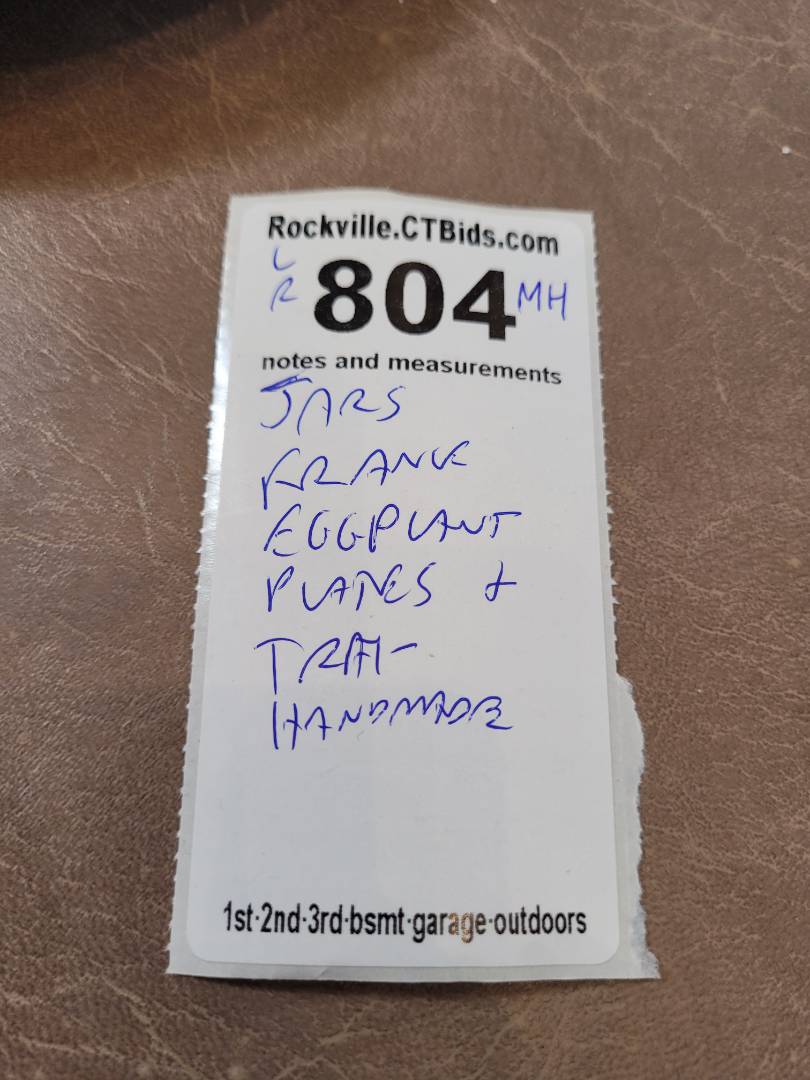 Rockville.CTBids.com
L
R 804 MH
notes and measurements
JARS
FRANCE
EGGPLANT
PLATES &
TRAY-
HANDMADE
1st·2nd·3rd·bsmt·garage·outdoors